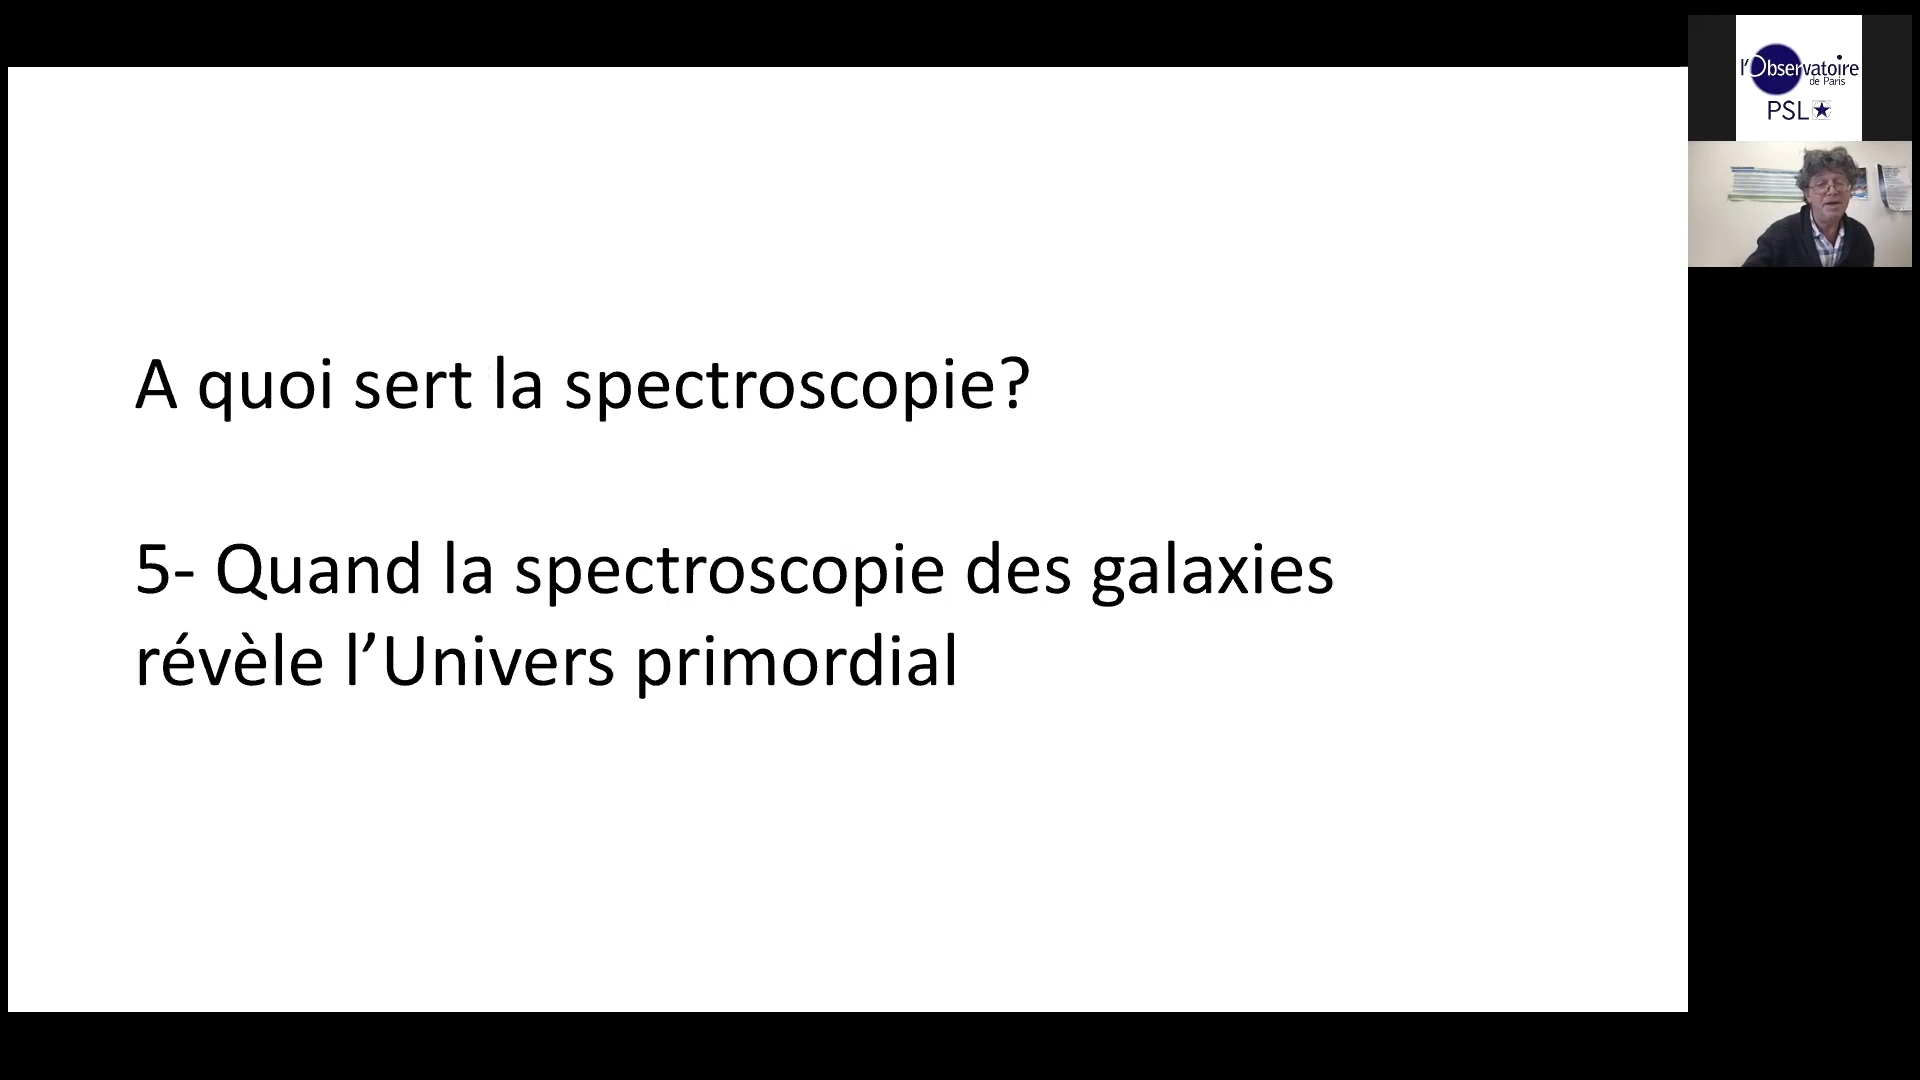 A quoi sert la spectroscopie?
5- Quand la spectroscopie des galaxies
révèle l’Univers primordial
l'Observatoire
de Paris
PSL